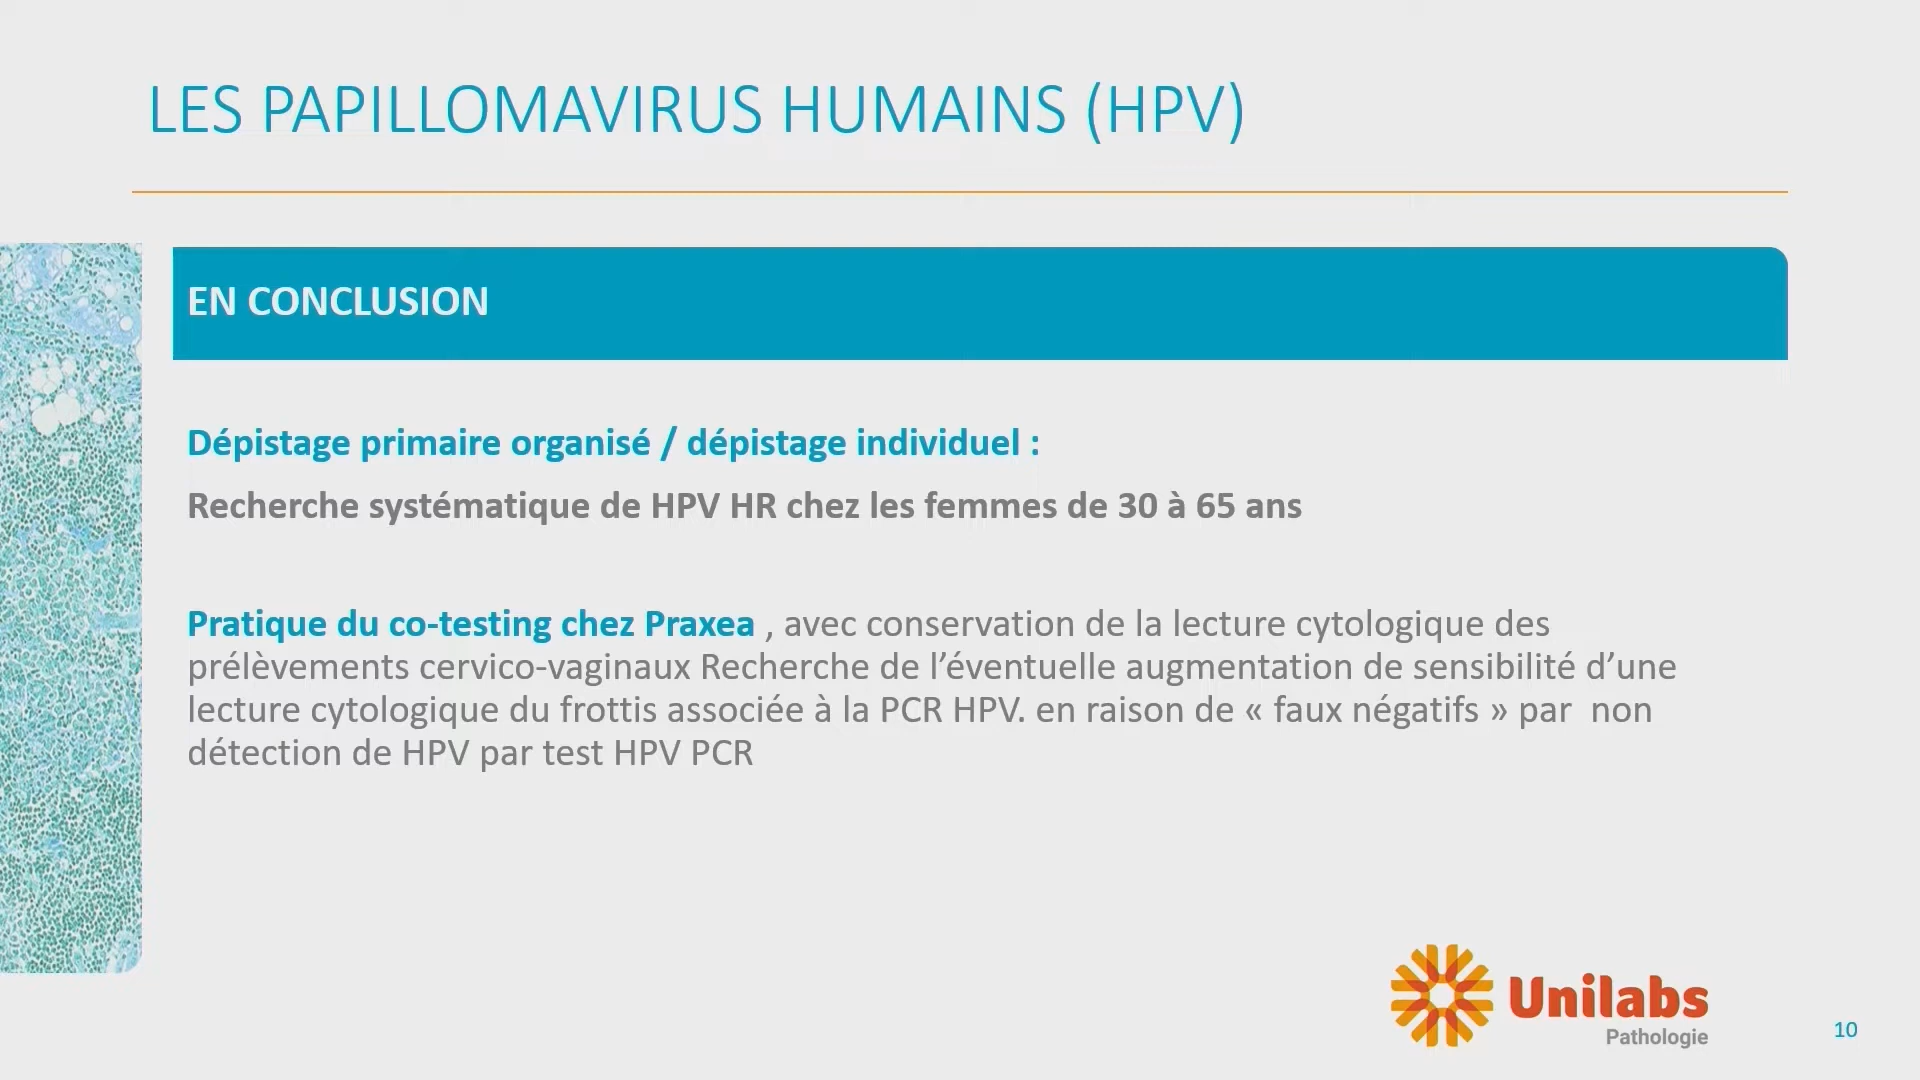 LES PAPILLOMAVIRUS HUMAINS (HPV)
EN CONCLUSION
Dépistage primaire organisé / dépistage individuel :
Recherche systématique de HPV HR chez les femmes de 30 à 65 ans
Pratique du co-testing chez Praxea , avec conservation de la lecture cytologique des
prélèvements cervico-vaginaux Recherche de l’éventuelle augmentation de sensibilité d’une
lecture cytologique du frottis associée à la PCR HPV. en raison de « faux négatifs » par  non
détection de HPV par test HPV PCR
Unilabs
Pathologie
10